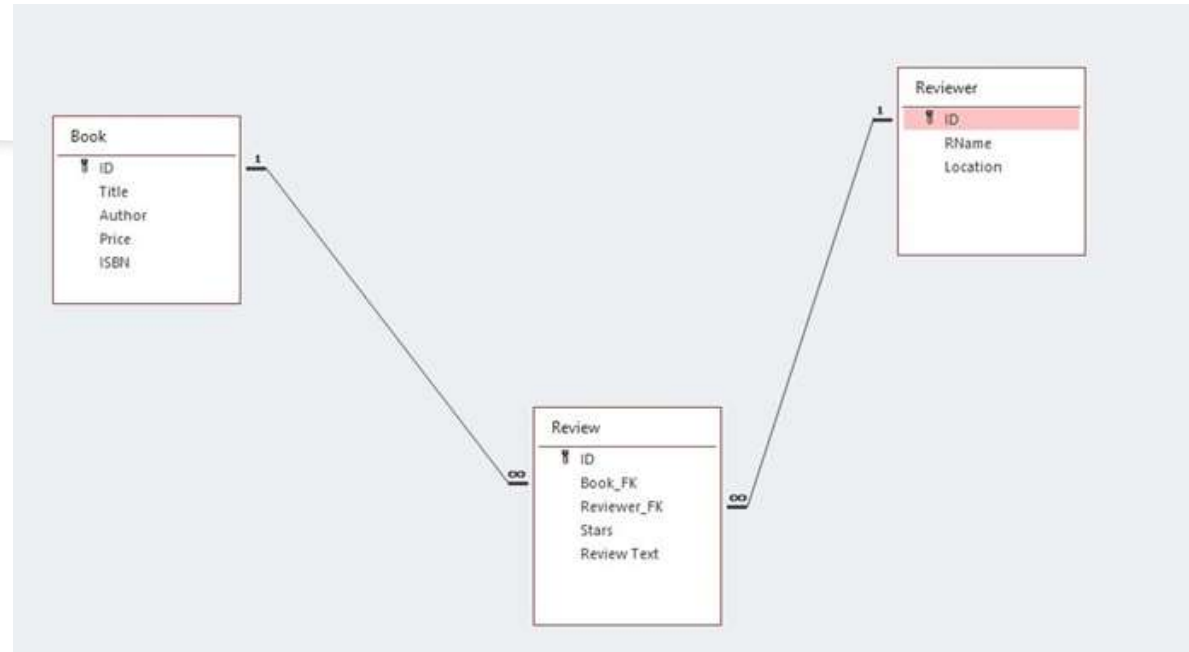 Book
ID
Title
Author
Price
ISBN
1
Reviewer
ID
RName
Location
1
Review
ID
Book_FK
Reviewer_FK
Stars
Review Text
∞
∞